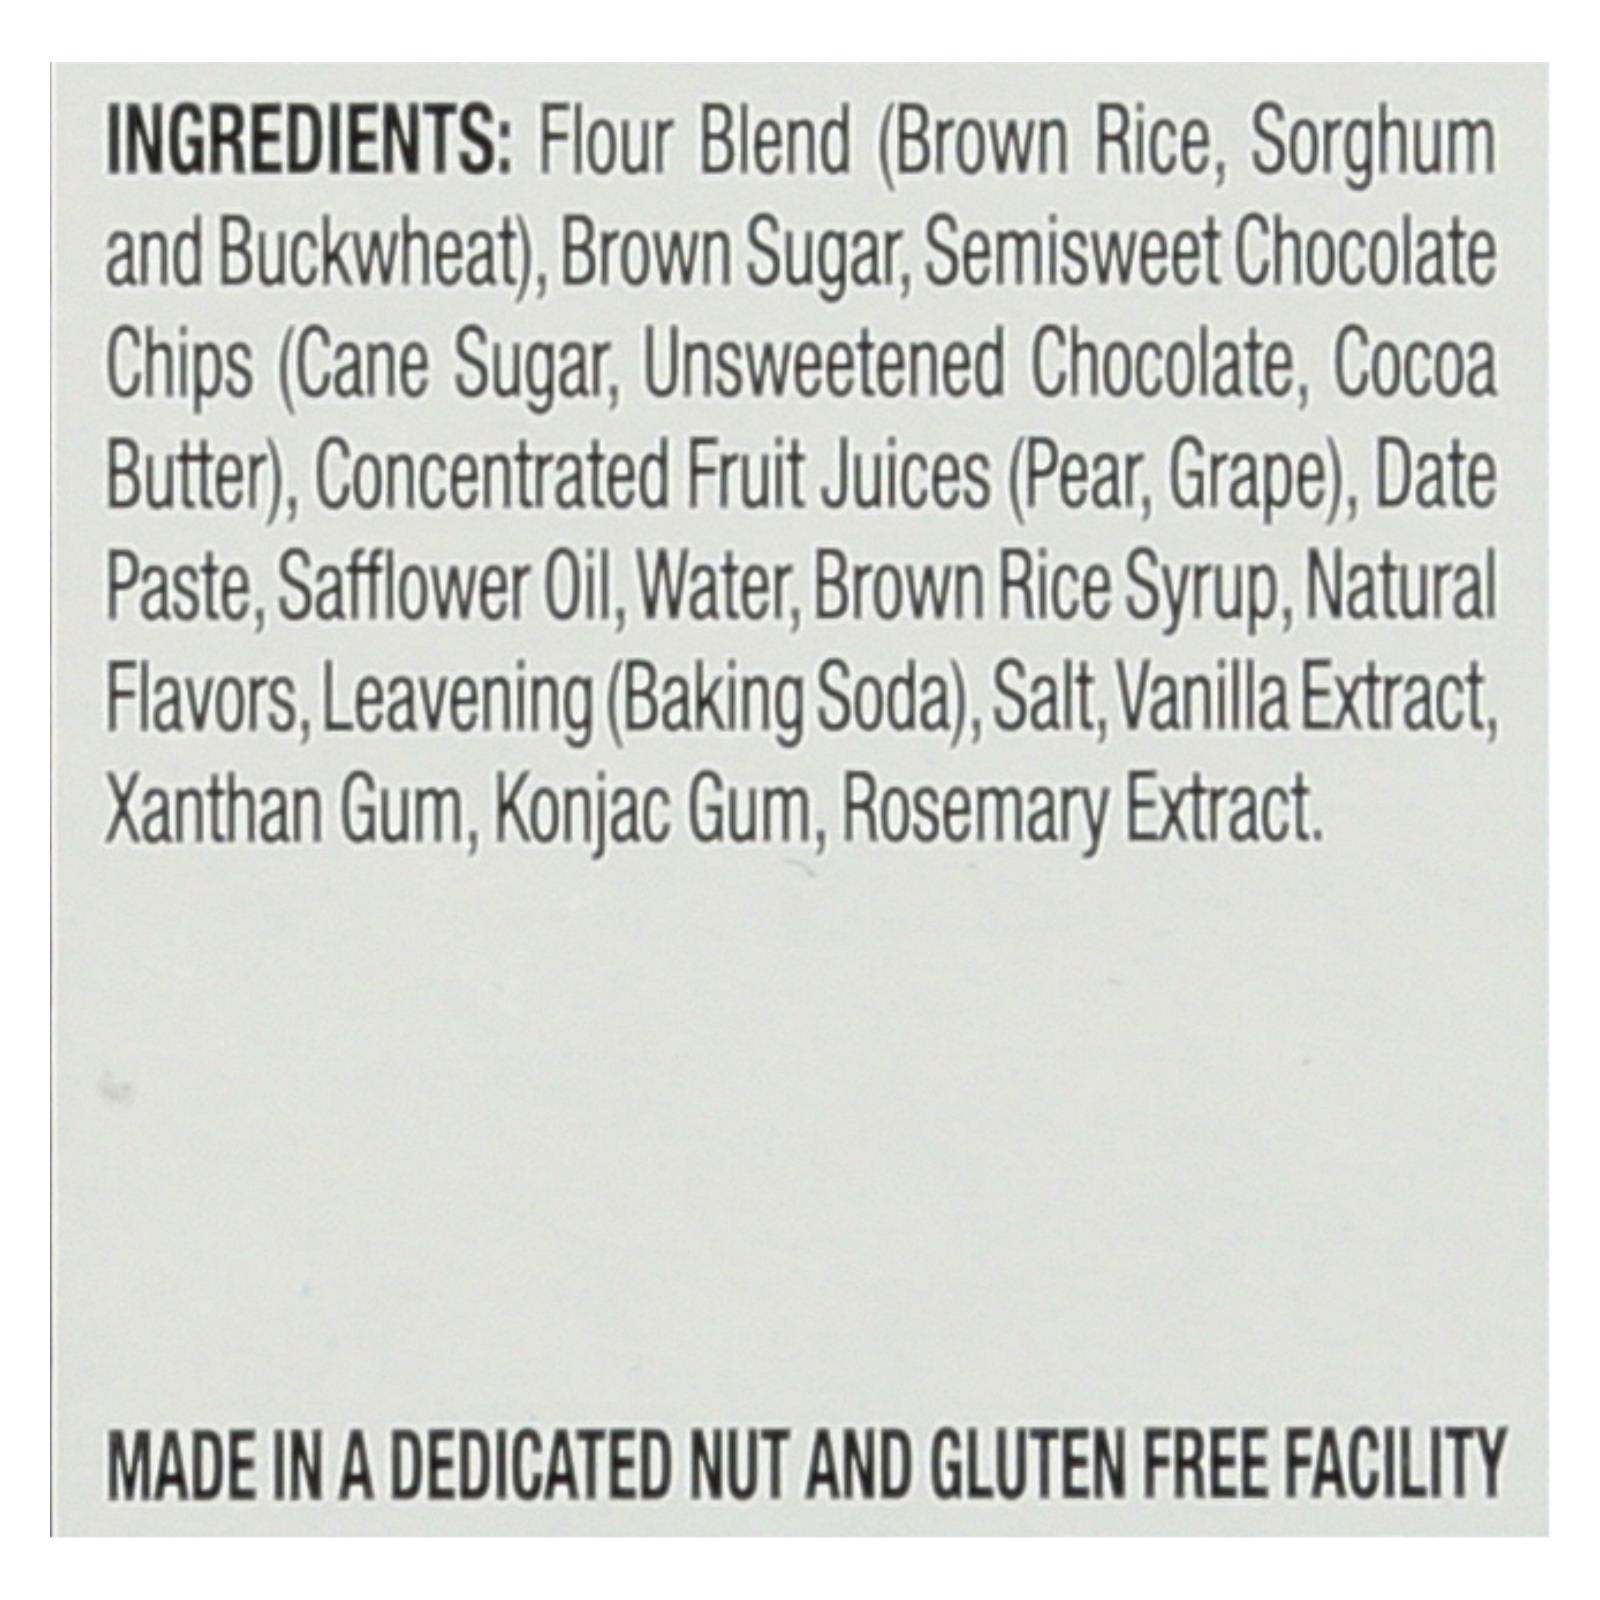 INGREDIENTS: Flour Blend (Brown Rice, Sorghum
and Buckwheat), Brown Sugar, Semisweet Chocolate
Chips (Cane Sugar, Unsweetened Chocolate, Cocoa
Butter), Concentrated Fruit Juices (Pear, Grape), Date
Paste, Safflower Oil, Water, Brown Rice Syrup, Natural
Flavors, Leavening (Baking Soda), Salt, Vanilla Extract,
Xanthan Gum, Konjac Gum, Rosemary Extract.
MADE IN A DEDICATED NUT AND GLUTEN FREE FACILITY